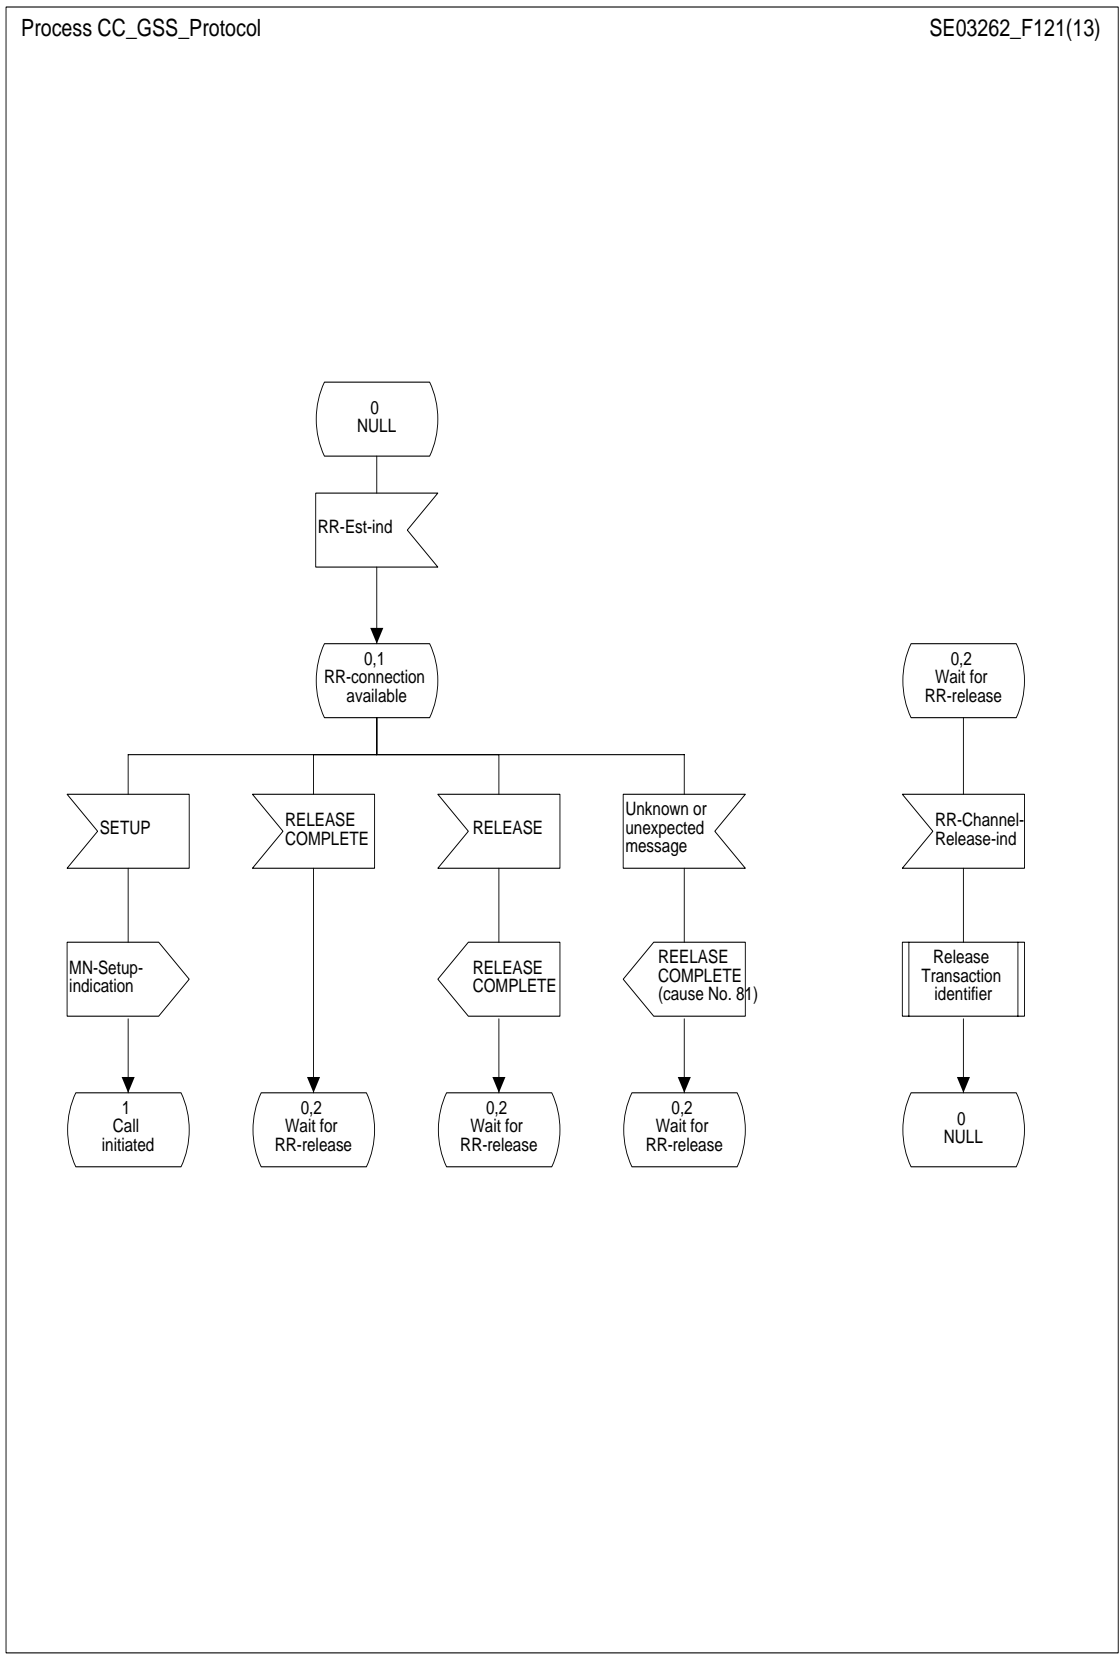 Process CC_GSS_Protocol
SE03262_F121(13)
0
NULL
RR-Est-ind
0,1
RR-connection
available
0,2
Wait for
RR-release
SETUP
RELEASE
COMPLETE
RELEASE
Unknown or
unexpected
message
RR-Channel-
Release-ind
MN-Setup-
indication
RELEASE
COMPLETE
REELASE
COMPLETE
(cause No. 81)
Release
Transaction
identifier
1
Call
initiated
0,2
Wait for
RR-release
0,2
Wait for
RR-release
0,2
Wait for
RR-release
0
NULL